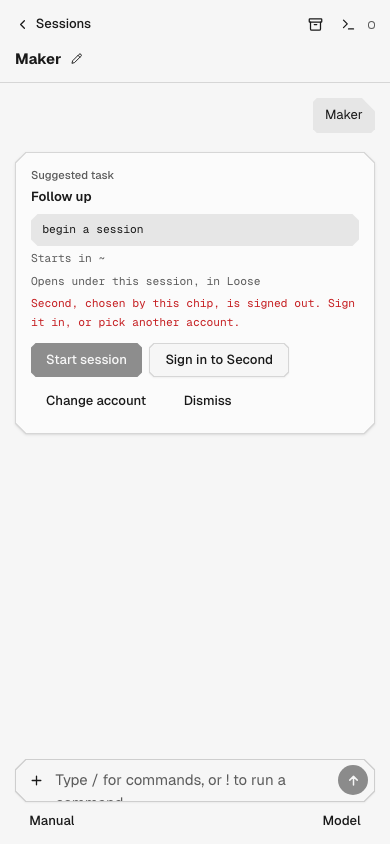 Sessions
Maker
Maker
Suggested task
Follow up
begin a session
Starts in ~
Opens under this session, in Loose
Second, chosen by this chip, is signed out. Sign
it in, or pick another account.
Start session
Sign in to Second
Change account
Dismiss
Type / for commands, or ! to run a
command
Manual
Model